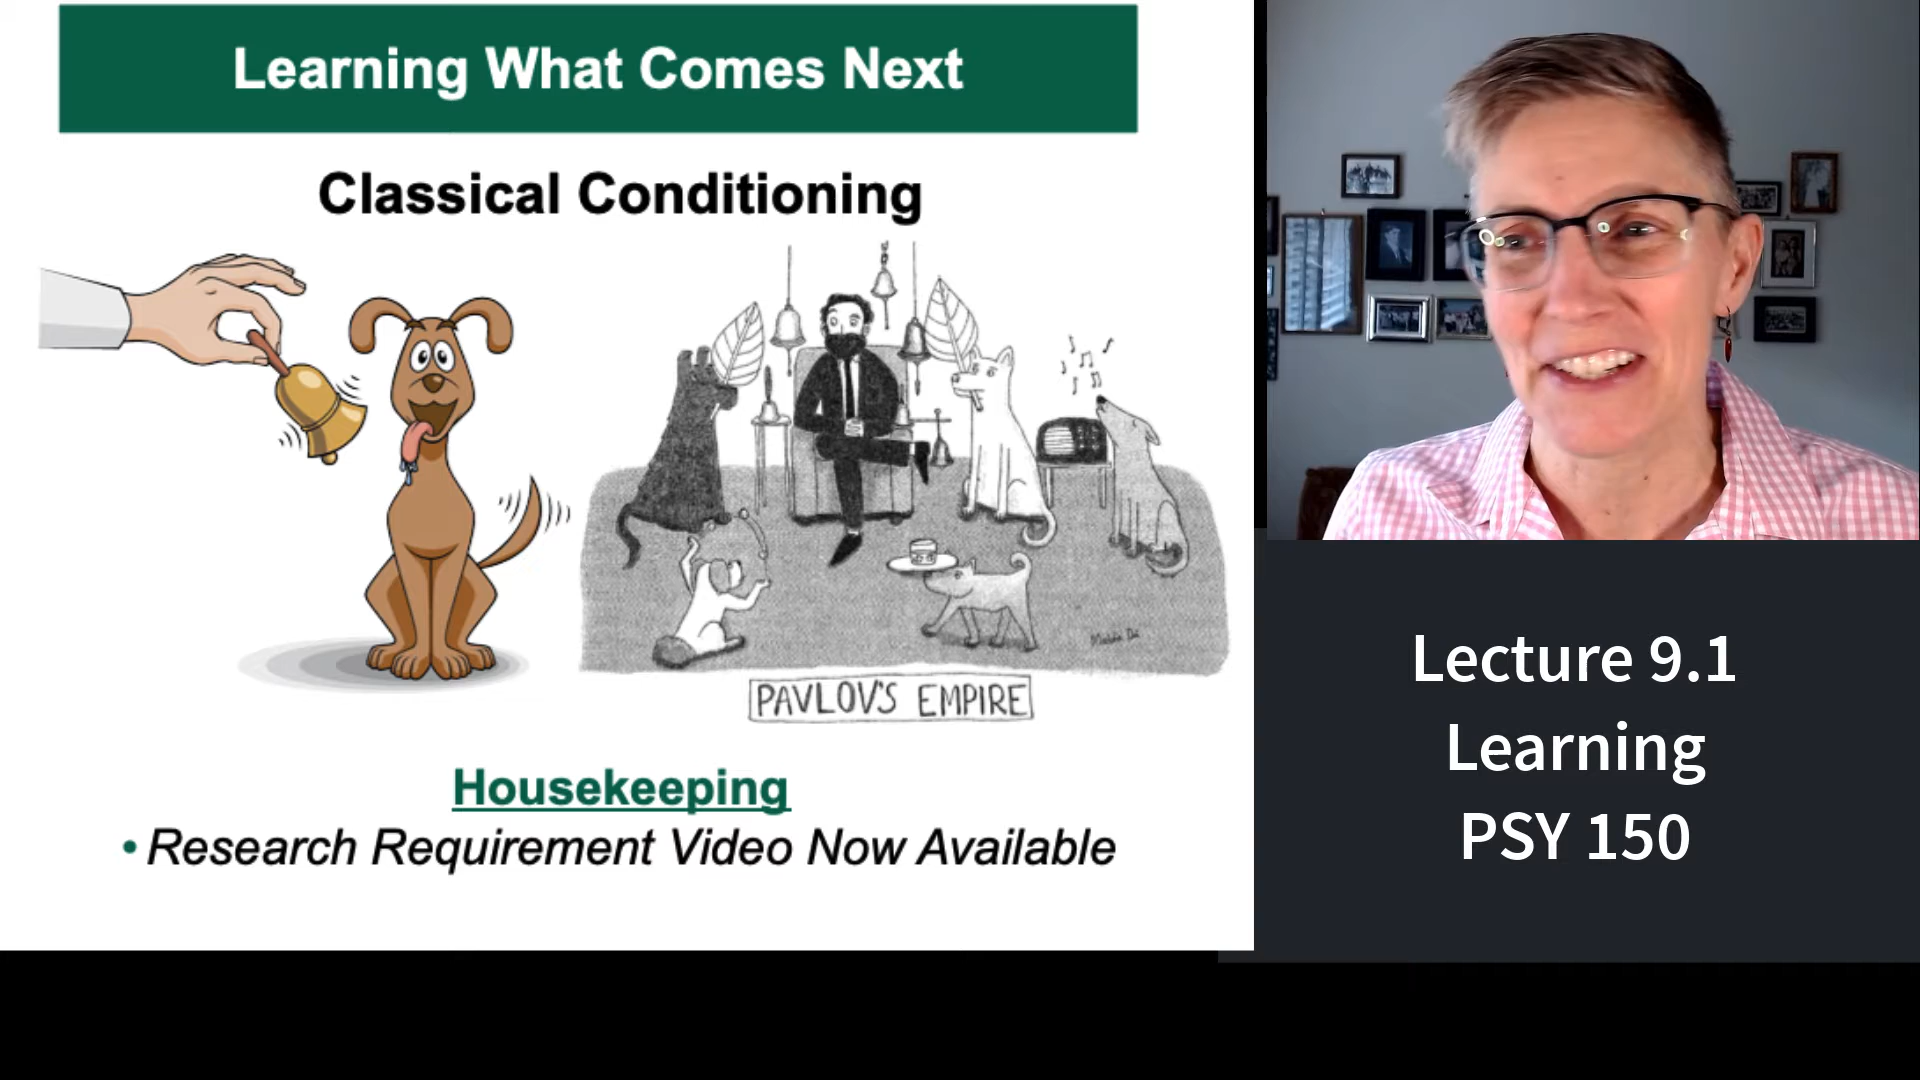 Learning What Comes Next
Classical Conditioning
PAVLOV'S EMPIRE
Housekeeping
• Research Requirement Video Now Available
Lecture 9.1
Learning
PSY 150